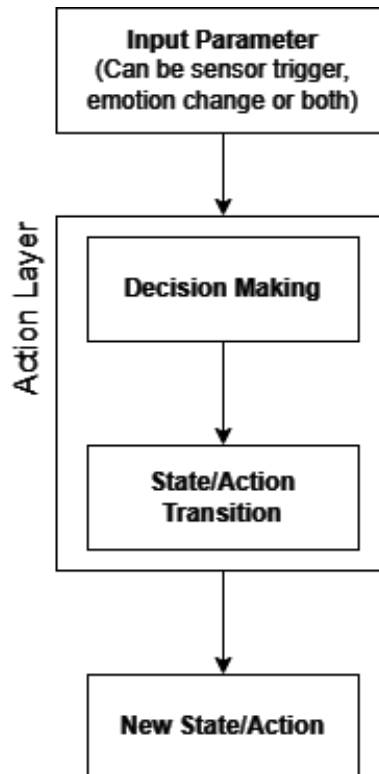 Input Parameter
(Can be sensor trigger,
emotion change or both)
Action Layer
Decision Making
State/Action
Transition
New State/Action